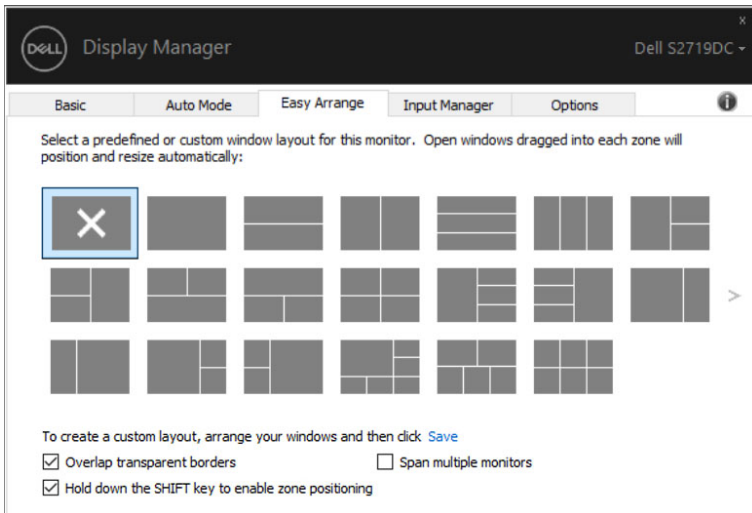 x
DELL
Display Manager
Dell S2719DC
Basic
Auto Mode
Easy Arrange
Input Manager
Options
i
Select a predefined or custom window layout for this monitor. Open windows dragged into each zone will
position and resize automatically:
>
To create a custom layout, arrange your windows and then click Save
Overlap transparent borders
Span multiple monitors
Hold down the SHIFT key to enable zone positioning